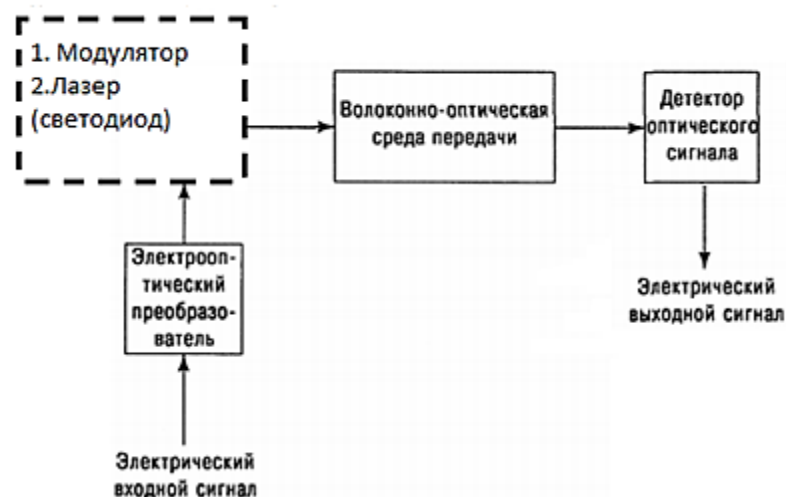 1. Модулятор
2.Лазер
(светодиод)
Волоконно-оптическая
среда передачи
Детектор
оптического
сигнала
Электрооп-
тический
преобразо-
ватель
Электрический
выходной сигнал
Электрический
входной сигнал